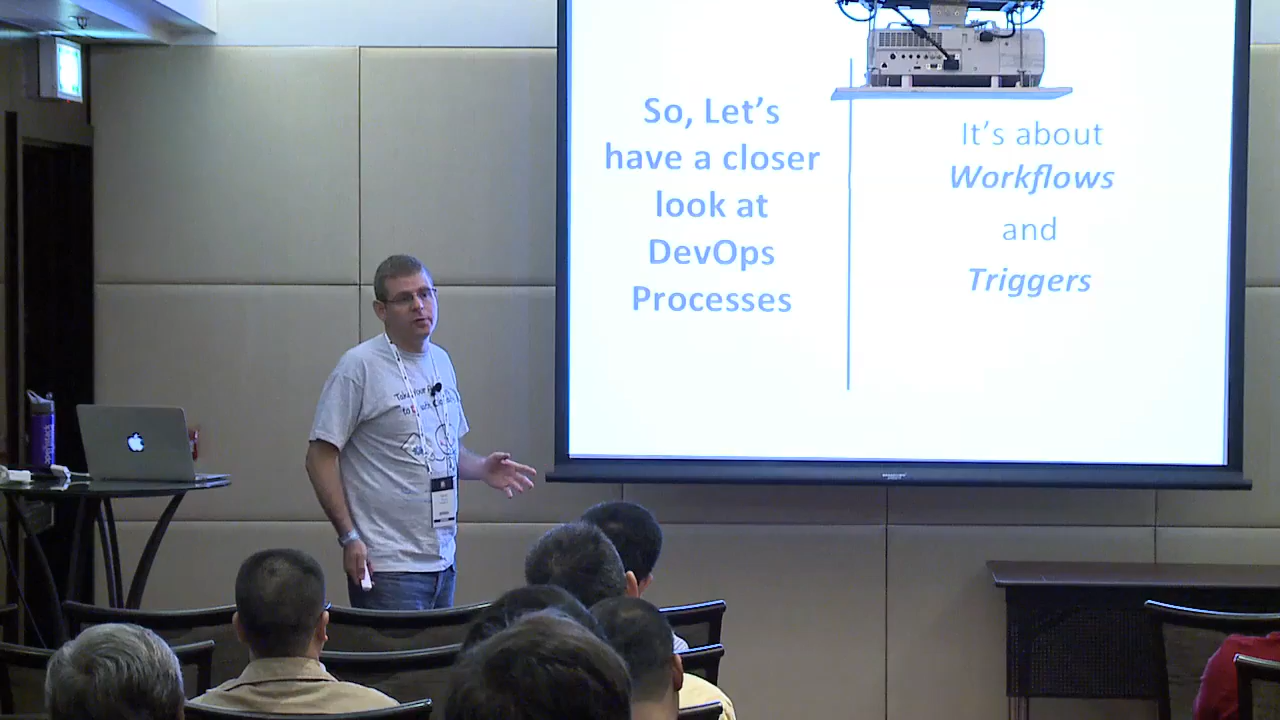 So, Let's
have a closer
look at
DevOps
Processes
It's about
Workflows
and
Triggers